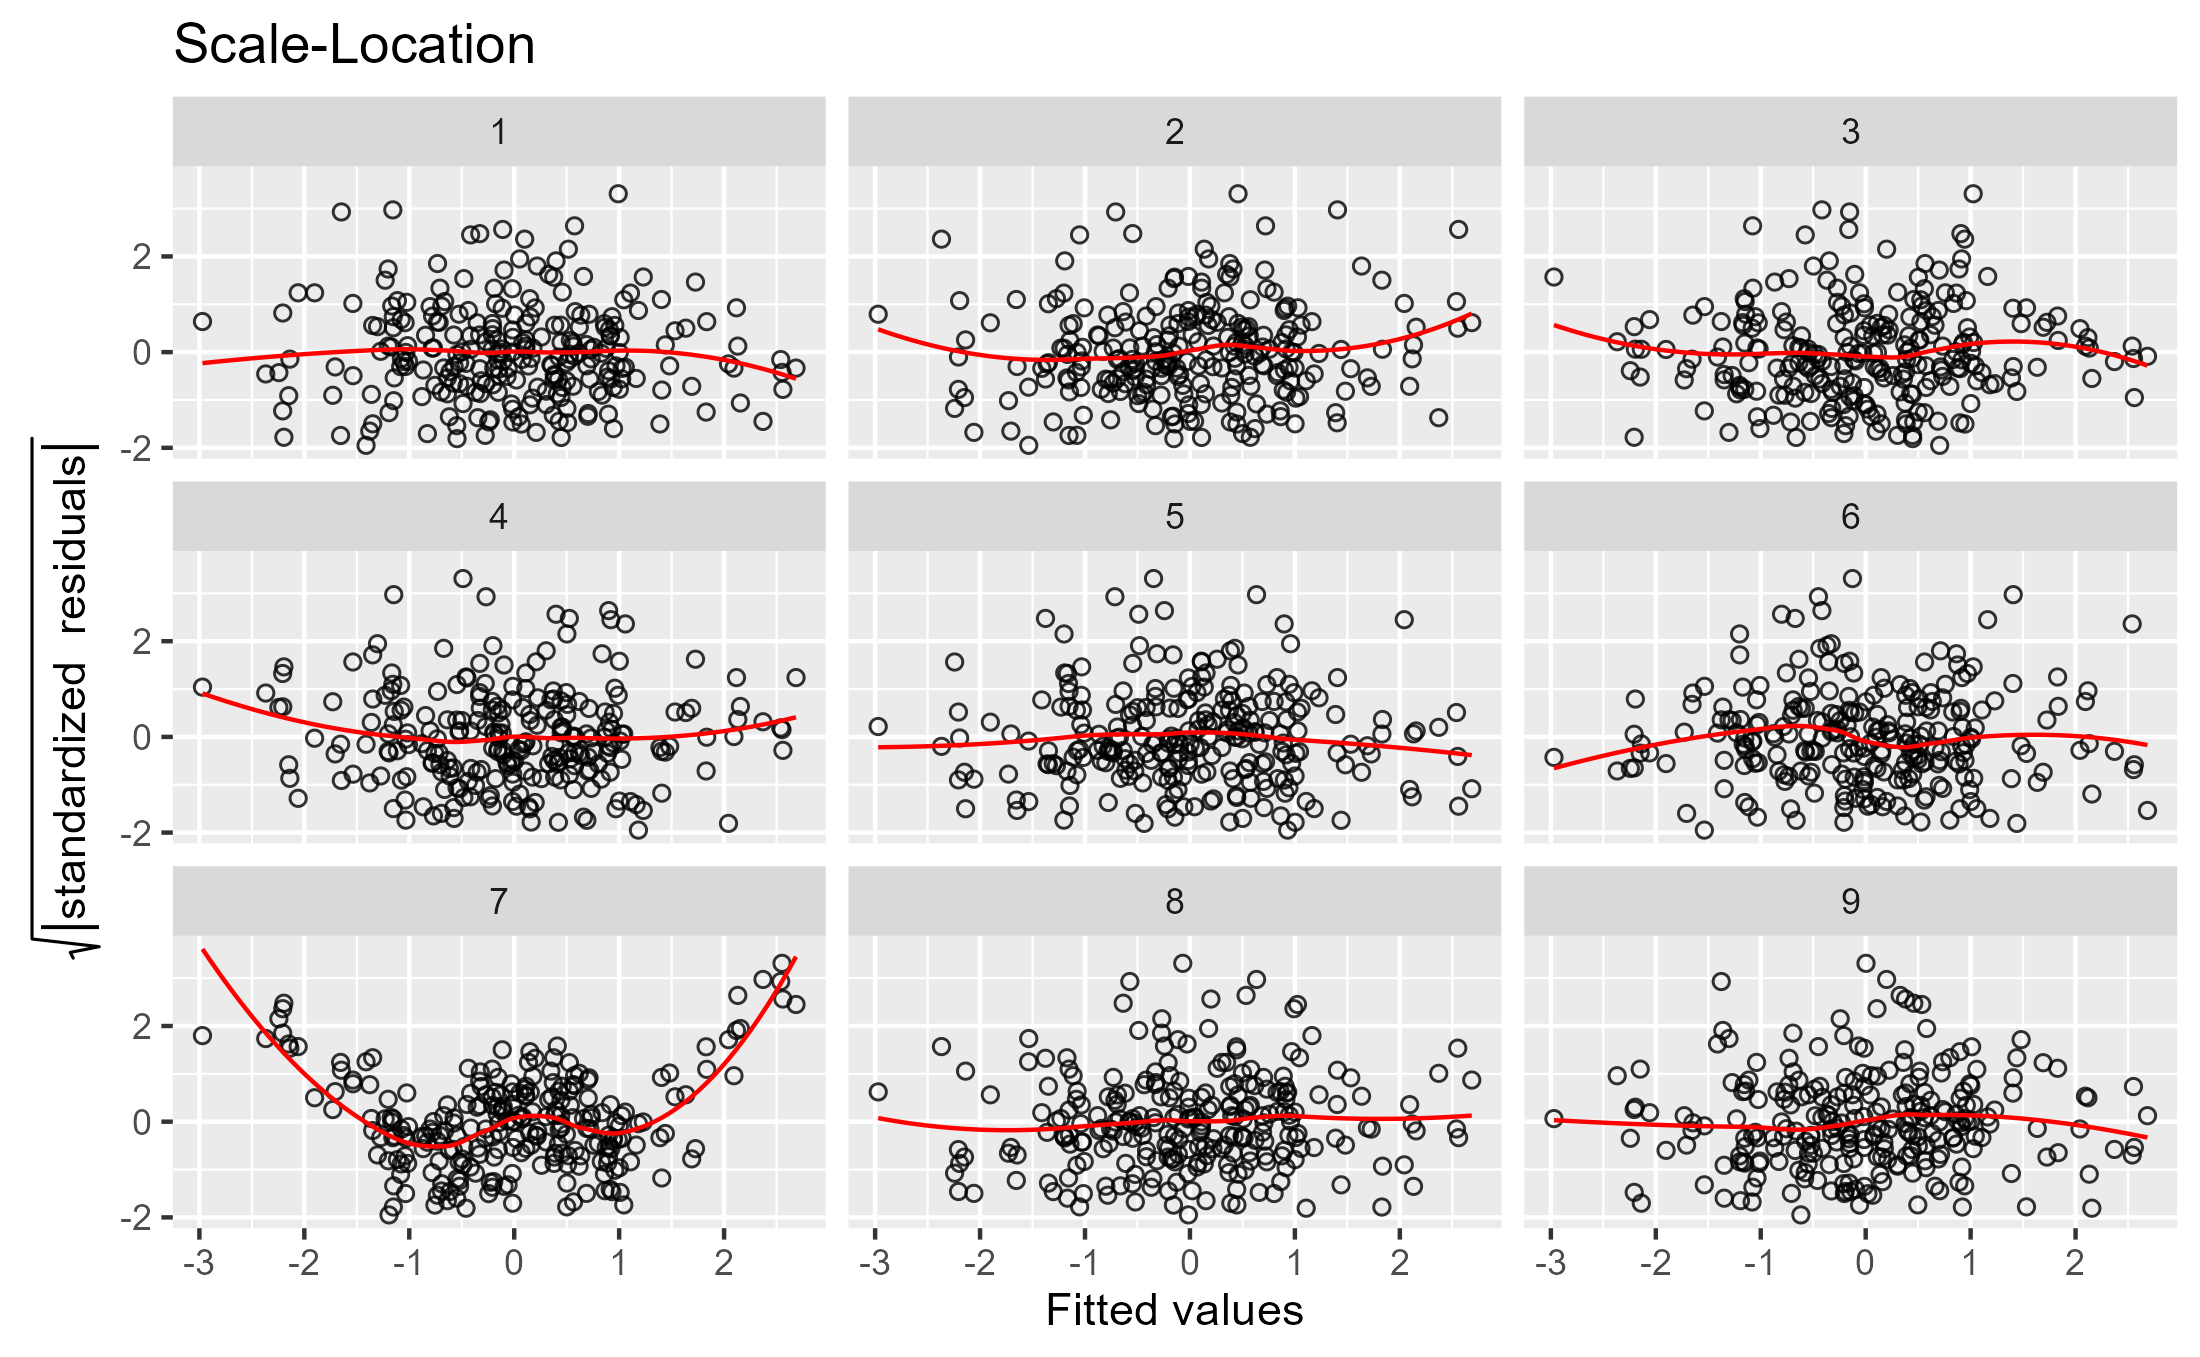 Scale-Location
1 2 3
2
0
-2
4 5 6
2
0
-2
√|standardized residuals|
7 8 9
2
0
-2
-3 -2 -1 0 1 2 -3 -2 -1 0 1 2 -3 -2 -1 0 1 2
Fitted values